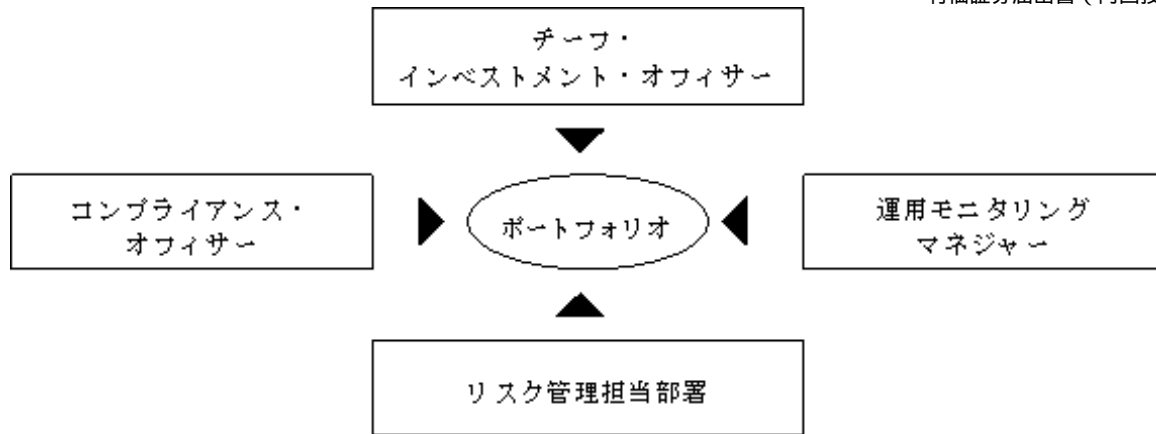 チーフ・
インベストメント・オフィサー
コンプライアンス・
オフィサー
ポートフォリオ
運用モニタリング
マネジャー
リスク管理担当部署